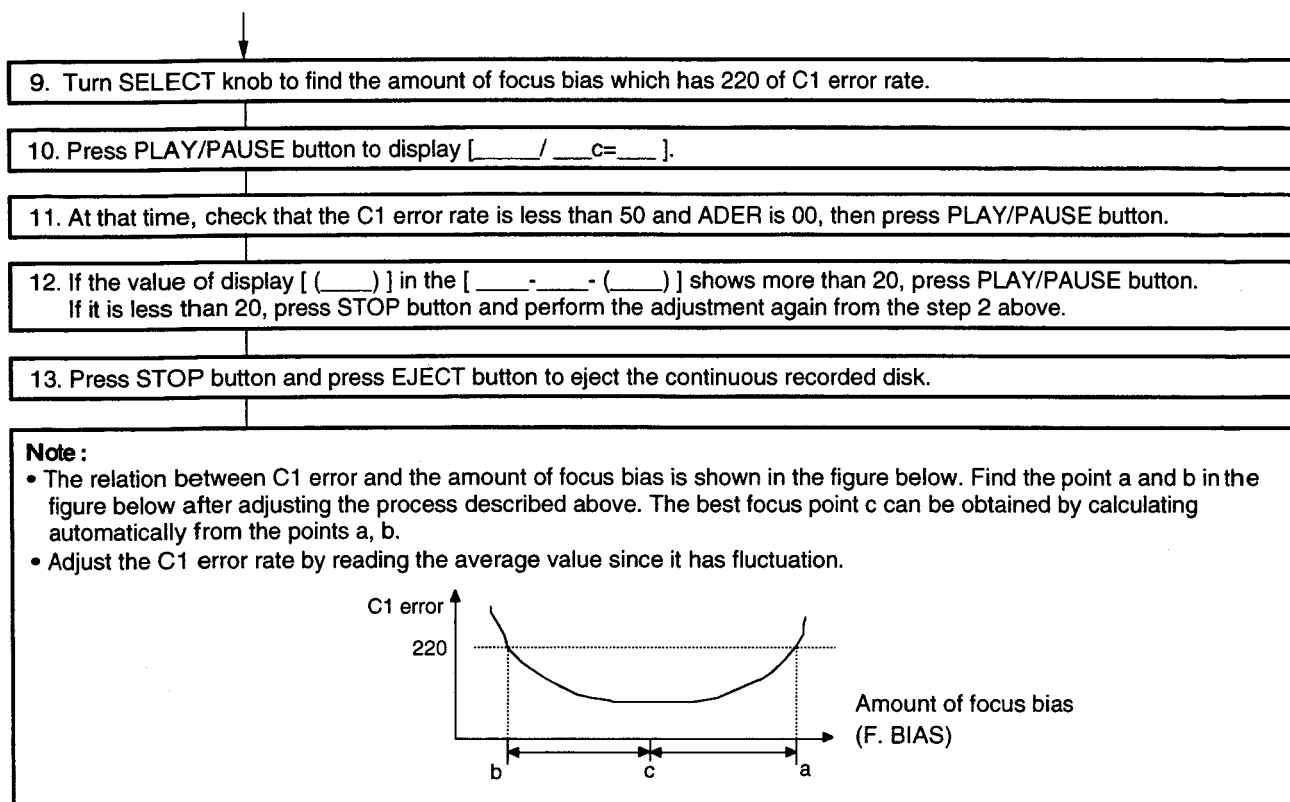 9. Turn SELECT knob to find the amount of focus bias which has 220 of C1 error rate.
10. Press PLAY/PAUSE button to display [_____/ ___c=___ ].
11. At that time, check that the C1 error rate is less than 50 and ADER is 00, then press PLAY/PAUSE button.
12. If the value of display [ (____) ] in the [ ____-____- (____) ] shows more than 20, press PLAY/PAUSE button.
If it is less than 20, press STOP button and perform the adjustment again from the step 2 above.
13. Press STOP button and press EJECT button to eject the continuous recorded disk.
Note :
• The relation between C1 error and the amount of focus bias is shown in the figure below. Find the point a and b in the
figure below after adjusting the process described above. The best focus point c can be obtained by calculating
automatically from the points a, b.
• Adjust the C1 error rate by reading the average value since it has fluctuation.
C1 error
220
Amount of focus bias
(F. BIAS)
b c a